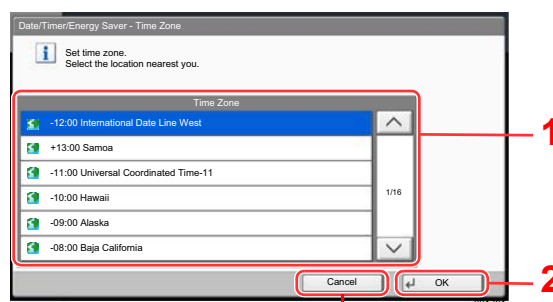 Date/Timer/Energy Saver - Time Zone
Set time zone.
Select the location nearest you.
Time Zone
-12:00 International Date Line West
+13:00 Samoa
-11:00 Universal Coordinated Time-11
-10:00 Hawaii
-09:00 Alaska
-08:00 Baja California
1/16
1
Cancel
OK
2